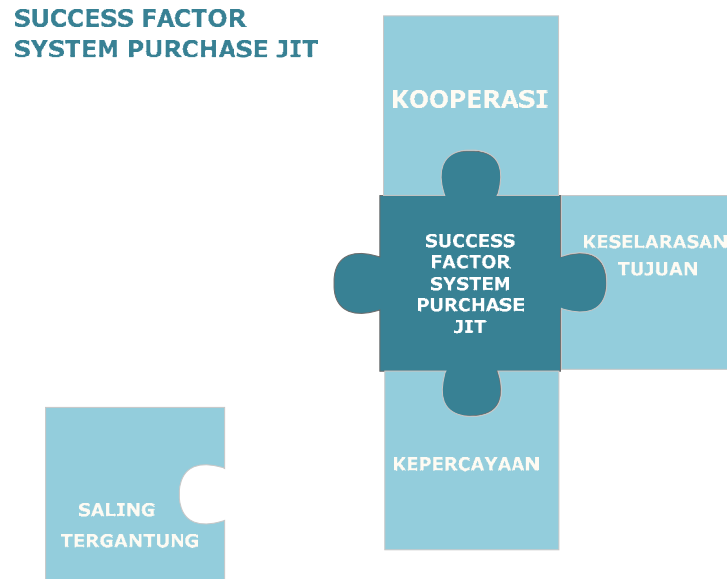 SUCCESS FACTOR
SYSTEM PURCHASE JIT
KOOPERASI
SUCCESS
FACTOR
SYSTEM
PURCHASE
JIT
KESELARASAN
TUJUAN
KEPERCAYAAN
SALING
TERGANTUNG